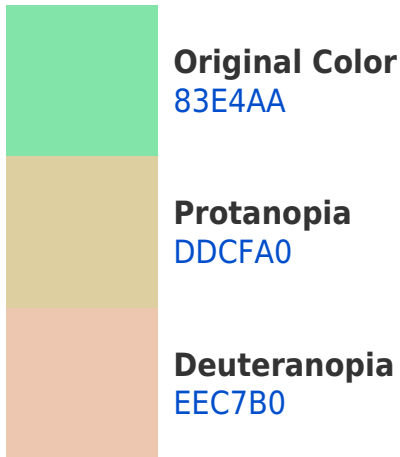 Original Color
83E4AA
Protanopia
DDCFA0
Deuteranopia
EEC7B0